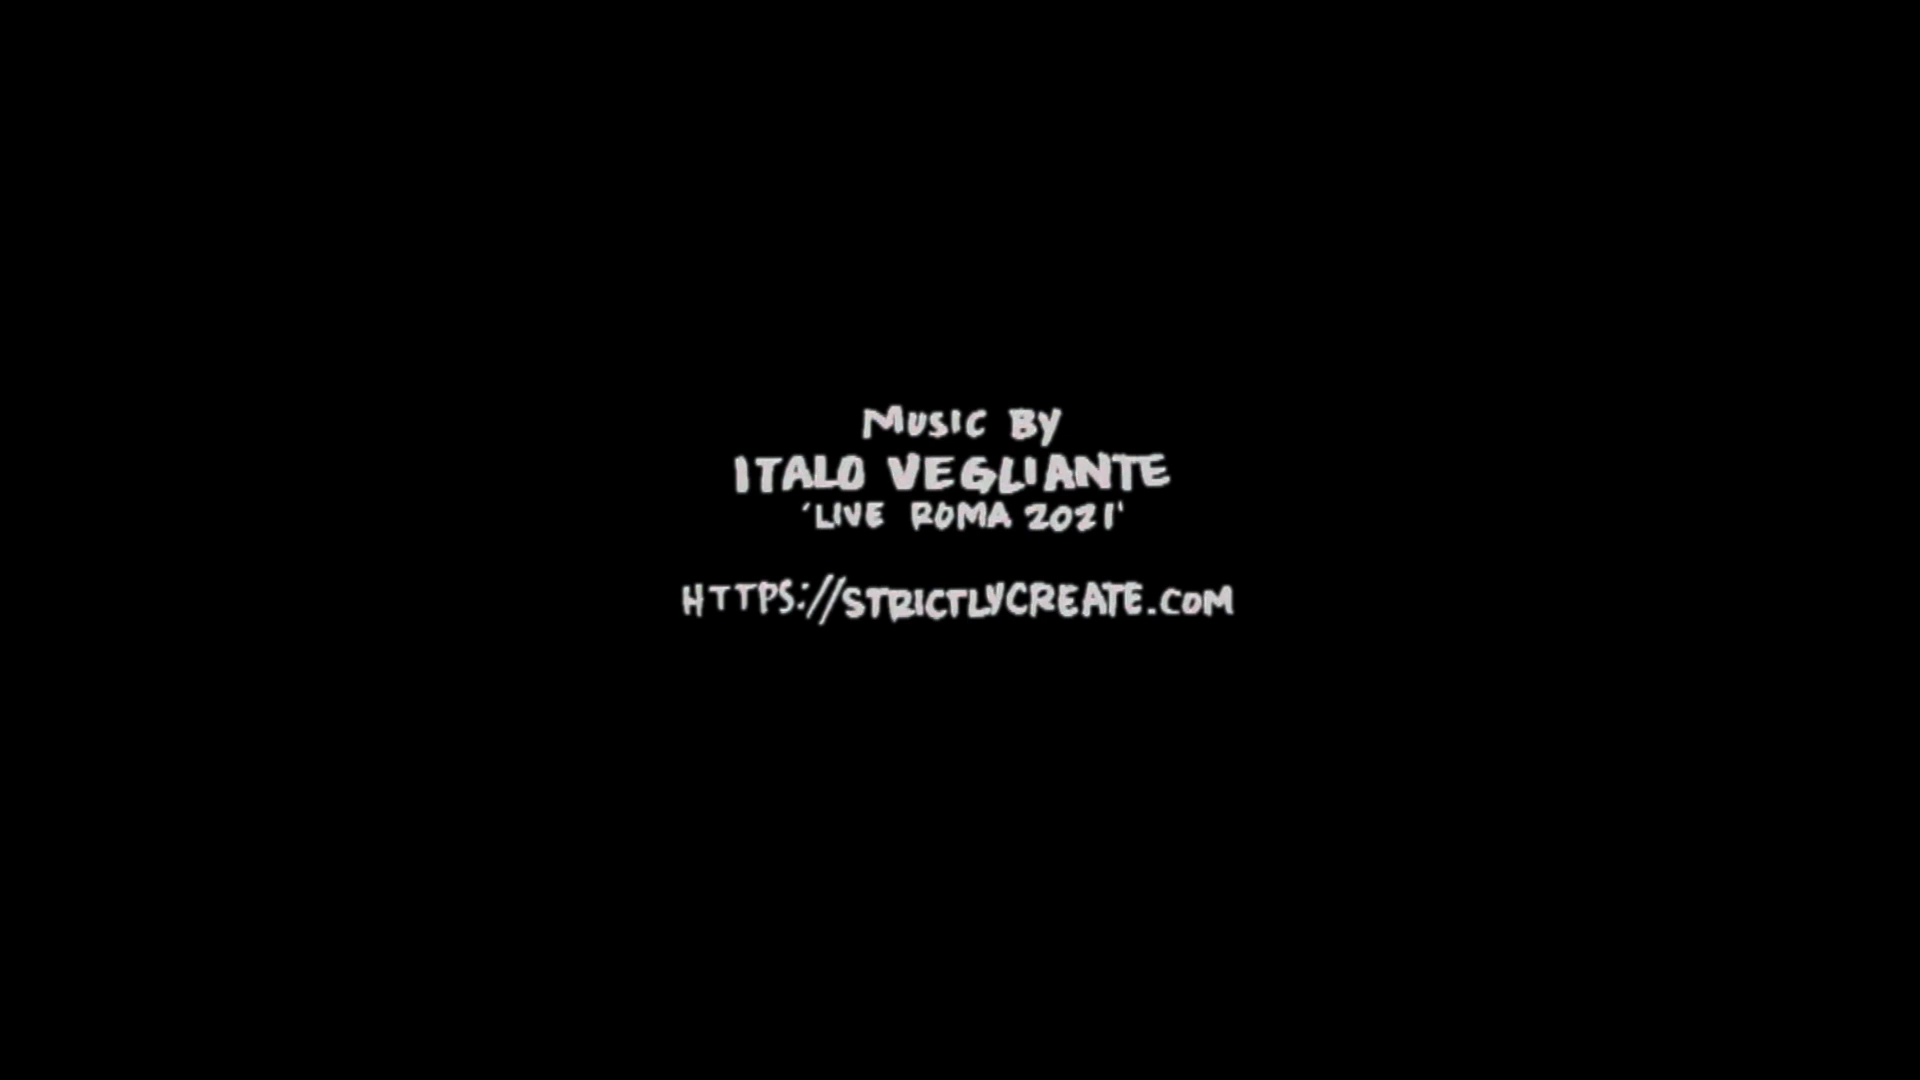 MUSIC BY
ITALO VEGLIANTE
'LIVE ROMA 2021'
HTTPS://STRICTLYCREATE.COM